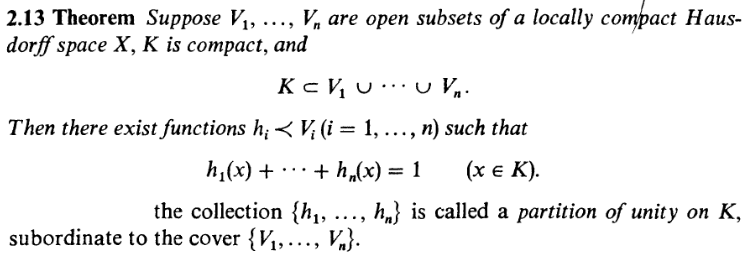 2.13 Theorem Suppose V₁, ..., Vₙ are open subsets of a locally compact Haus-
dorff space X, K is compact, and
K ⊂ V₁ ∪ ··· ∪ Vₙ.
Then there exist functions hᵢ ≺ Vᵢ (i = 1, ..., n) such that
h₁(x) + ··· + hₙ(x) = 1 (x ∈ K).
the collection {h₁, ..., hₙ} is called a partition of unity on K,
subordinate to the cover {V₁, ..., Vₙ}.